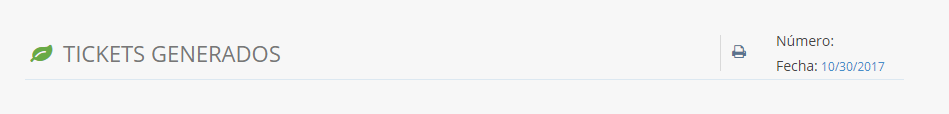 TICKETS GENERADOS
Número:
Fecha: 10/30/2017